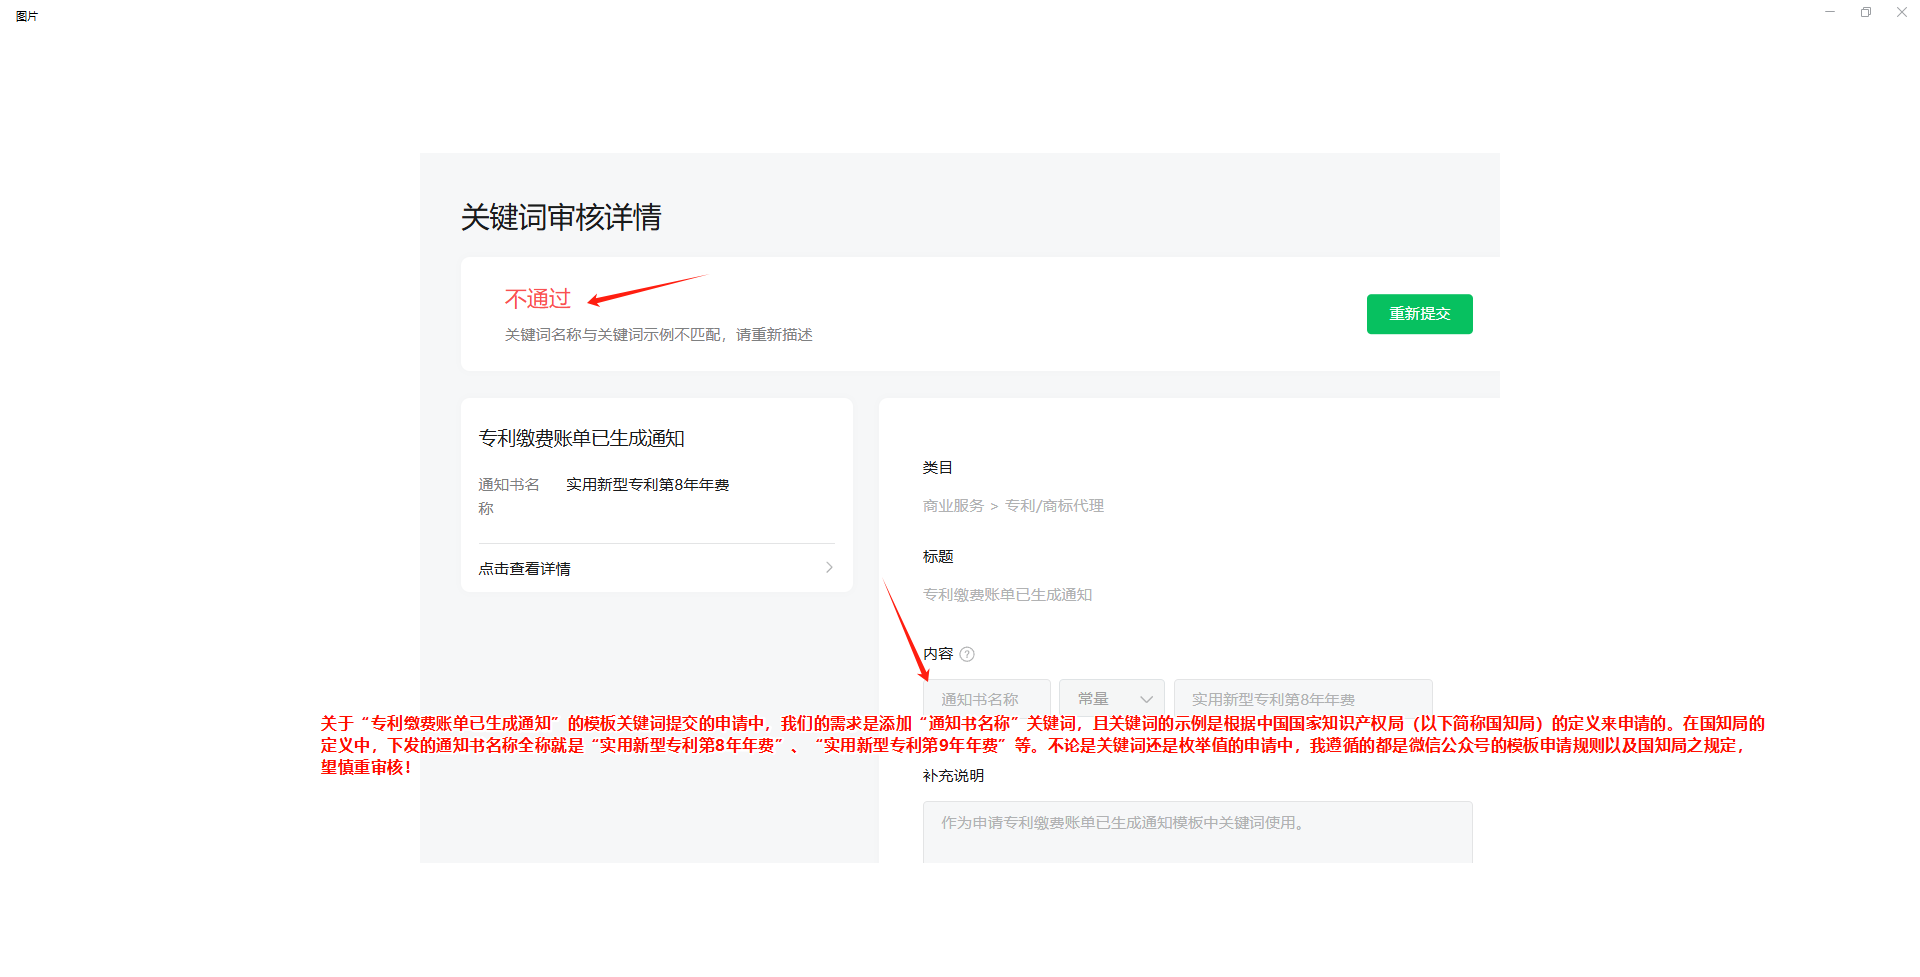 图片
关键词审核详情
不通过
关键词名称与关键词示例不匹配，请重新描述
重新提交
专利缴费账单已生成通知
通知书名称
实用新型专利第8年年费
点击查看详情
类目
商业服务 > 专利/商标代理
标题
专利缴费账单已生成通知
内容 ?
通知书名称 常量 实用新型专利第8年年费
关于“专利缴费账单已生成通知”的模板关键词提交的申请中，我们的需求是添加“通知书名称”关键词，且关键词的示例是根据中国国家知识产权局（以下简称国知局）的定义来申请的。在国知局的
定义中，下发的通知书名称全称就是“实用新型专利第8年年费”、“实用新型专利第9年年费”等。不论是关键词还是枚举值的申请中，我遵循的都是微信公众号的模板申请规则以及国知局之规定，
望慎重审核！
补充说明
作为申请专利缴费账单已生成通知模板中关键词使用。